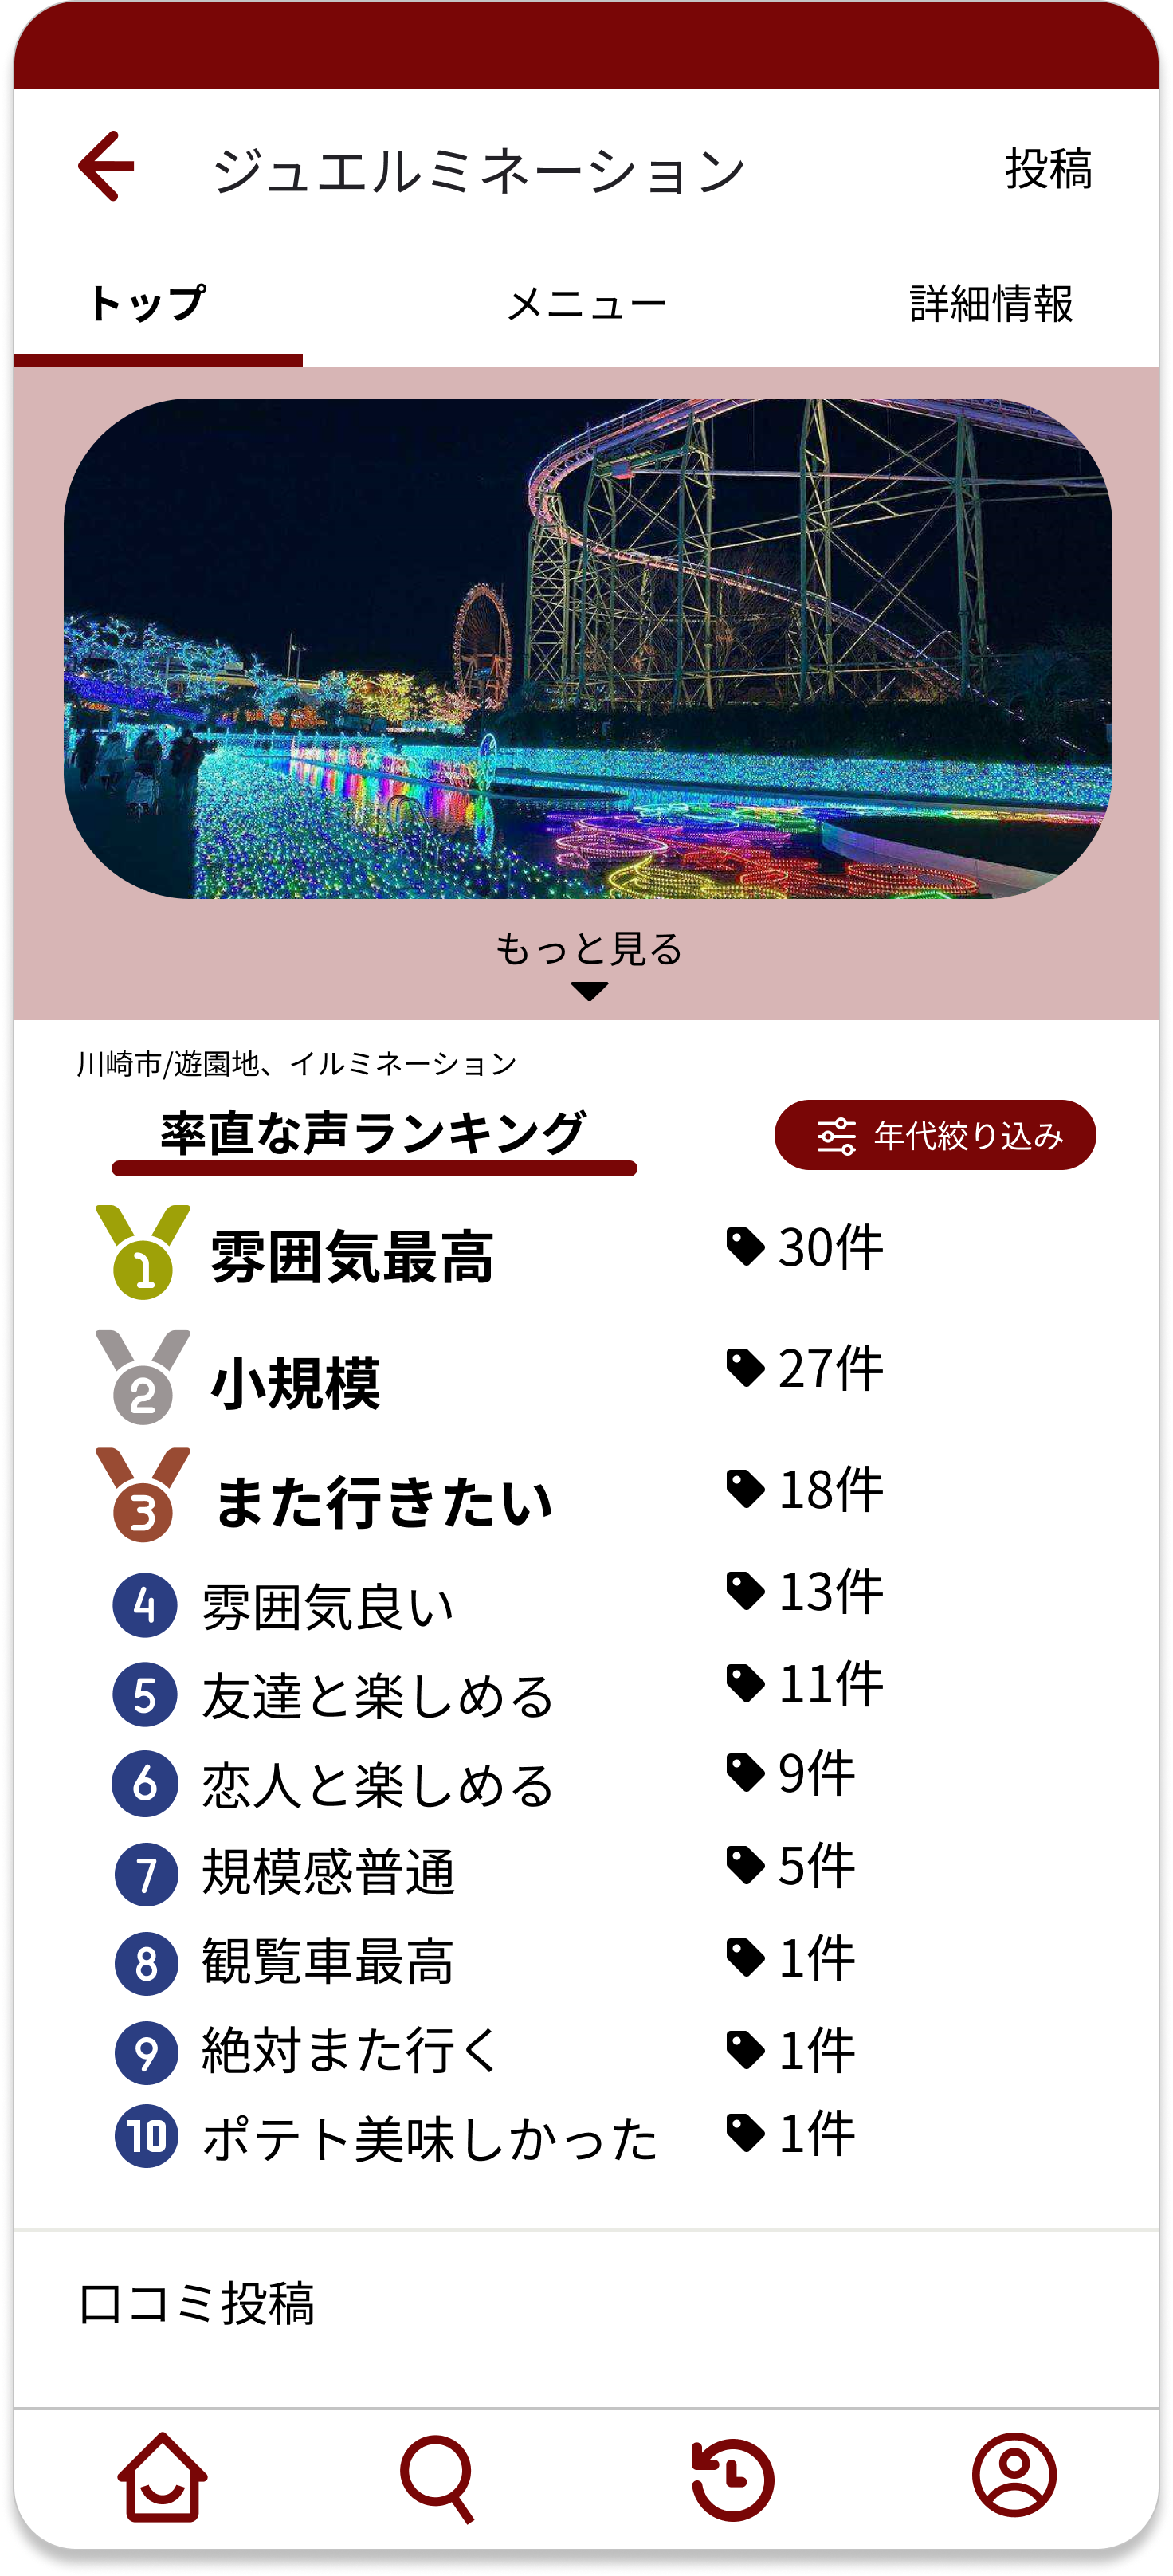 ジュエルミネーション
投稿
トップ
メニュー
詳細情報
もっと見る
川崎市/遊園地、イルミネーション
率直な声ランキング
年代絞り込み
1 雰囲気最高 30件
2 小規模 27件
3 また行きたい 18件
4 雰囲気良い 13件
5 友達と楽しめる 11件
6 恋人と楽しめる 9件
7 規模感普通 5件
8 観覧車最高 1件
9 絶対また行く 1件
10 ポテト美味しかった 1件
口コミ投稿